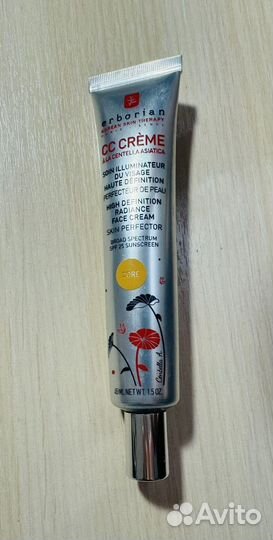 erborian
KOREAN SKIN THERAPY
CC CRÈME
À LA CENTELLA ASIATICA
SOIN ILLUMINATEUR
DU VISAGE
HAUTE DÉFINITION
PERFECTEUR DE PEAU
HIGH DEFINITION
RADIANCE
FACE CREAM
SKIN PERFECTOR
BROAD SPECTRUM
SPF 25 SUNSCREEN
DORÉ
Centella A.
45 ML NET WT. 1.5 OZ.
Avito